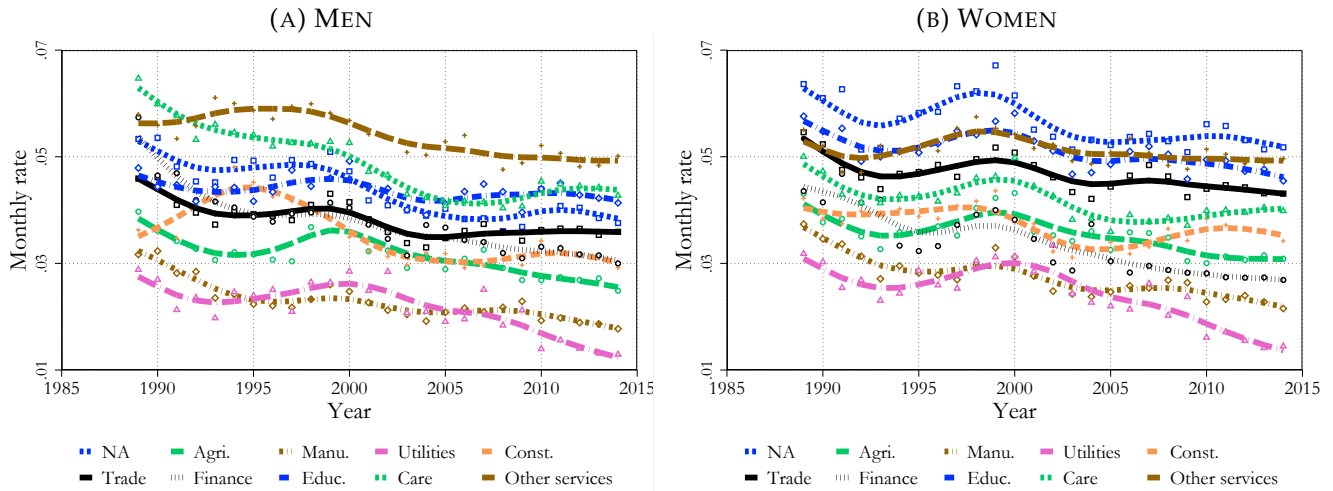 (A) MEN
(B) WOMEN
Monthly rate
.07
.05
.03
.01
1985 1990 1995 2000 2005 2010 2015
Year
NA Agri. Manu. Utilities Const.
Trade Finance Educ. Care Other services
Monthly rate
.07
.05
.03
.01
1985 1990 1995 2000 2005 2010 2015
Year
NA Agri. Manu. Utilities Const.
Trade Finance Educ. Care Other services